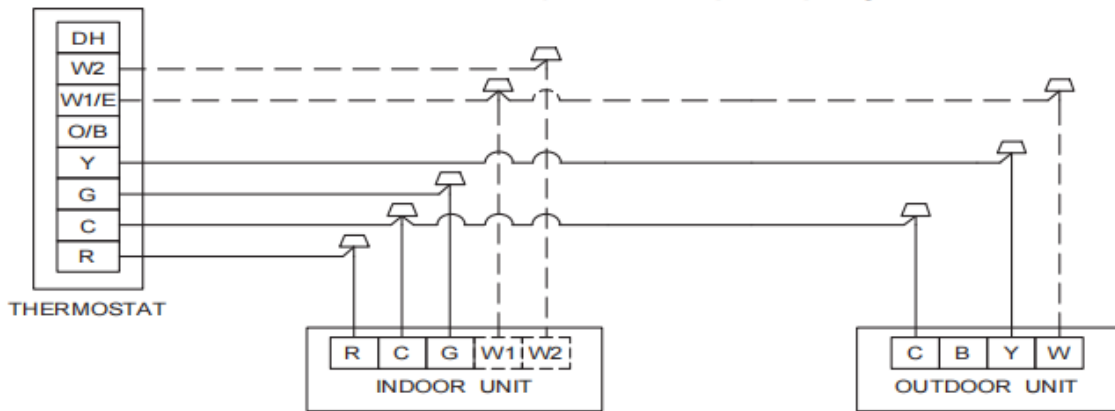 DH
W2
W1/E
O/B
Y
G
C
R
THERMOSTAT
R C G W1 W2
INDOOR UNIT
C B Y W
OUTDOOR UNIT